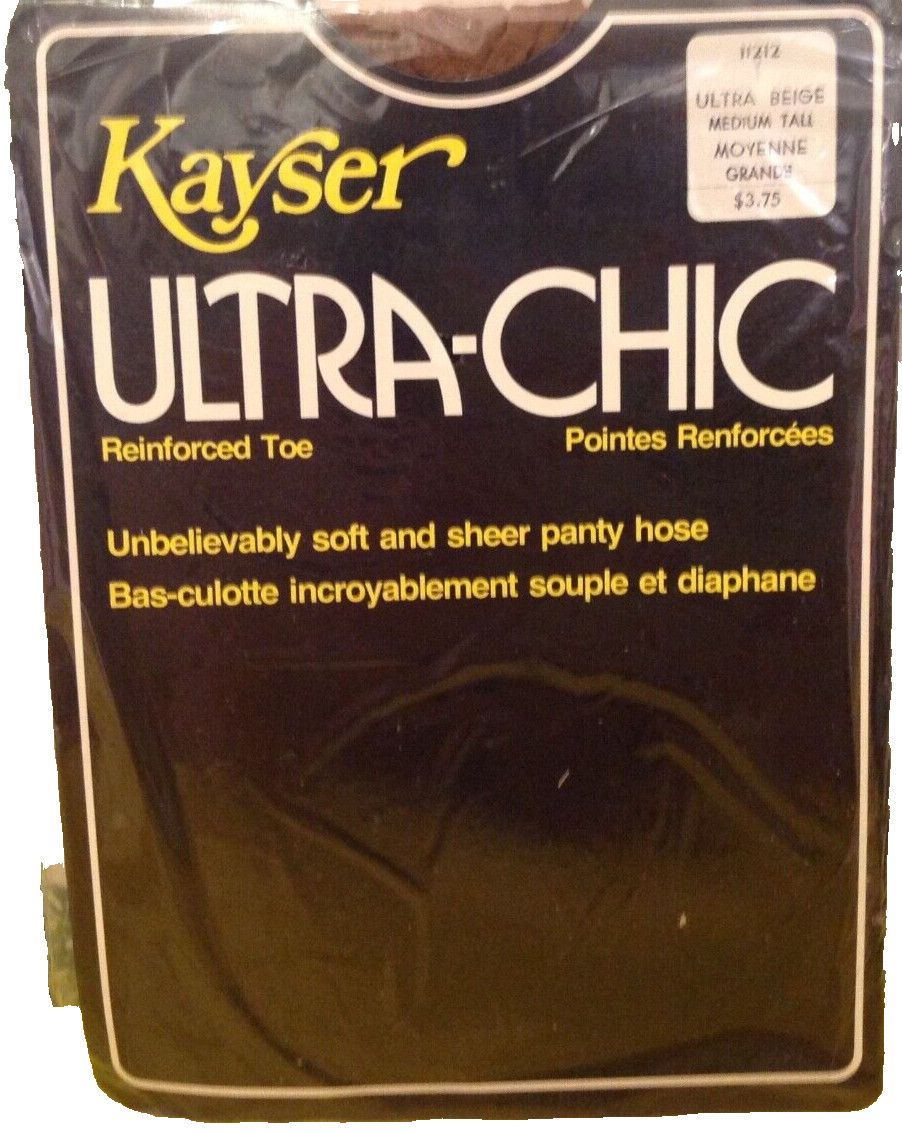 11212
ULTRA BEIGE
MEDIUM TALL
MOYENNE
GRANDE
$3.75
Kayser
ULTRA-CHIC
Reinforced Toe
Pointes Renforcées
Unbelievably soft and sheer panty hose
Bas-culotte incroyablement souple et diaphane